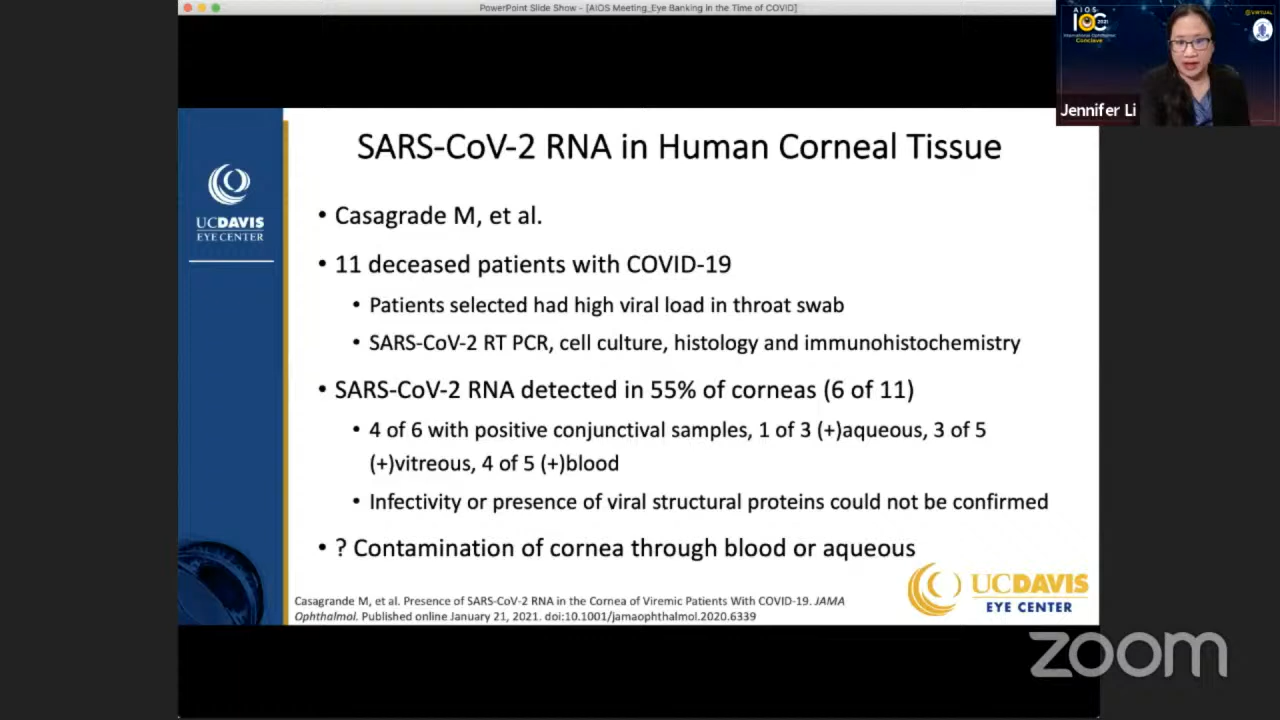 PowerPoint Slide Show - [AIOS Meeting_Eye Banking in the Time of COVID]
AIOS
IOC
2021
International Ophthalmic
Conclave
@VIRTUAL
Jennifer Li
UCDAVIS
EYE CENTER
SARS-CoV-2 RNA in Human Corneal Tissue
• Casagrade M, et al.
• 11 deceased patients with COVID-19
• Patients selected had high viral load in throat swab
• SARS-CoV-2 RT PCR, cell culture, histology and immunohistochemistry
• SARS-CoV-2 RNA detected in 55% of corneas (6 of 11)
• 4 of 6 with positive conjunctival samples, 1 of 3 (+)aqueous, 3 of 5
(+)vitreous, 4 of 5 (+)blood
• Infectivity or presence of viral structural proteins could not be confirmed
• ? Contamination of cornea through blood or aqueous
Casagrande M, et al. Presence of SARS-CoV-2 RNA in the Cornea of Viremic Patients With COVID-19. JAMA
Ophthalmol. Published online January 21, 2021. doi:10.1001/jamaophthalmol.2020.6339
UCDAVIS
EYE CENTER
zoom